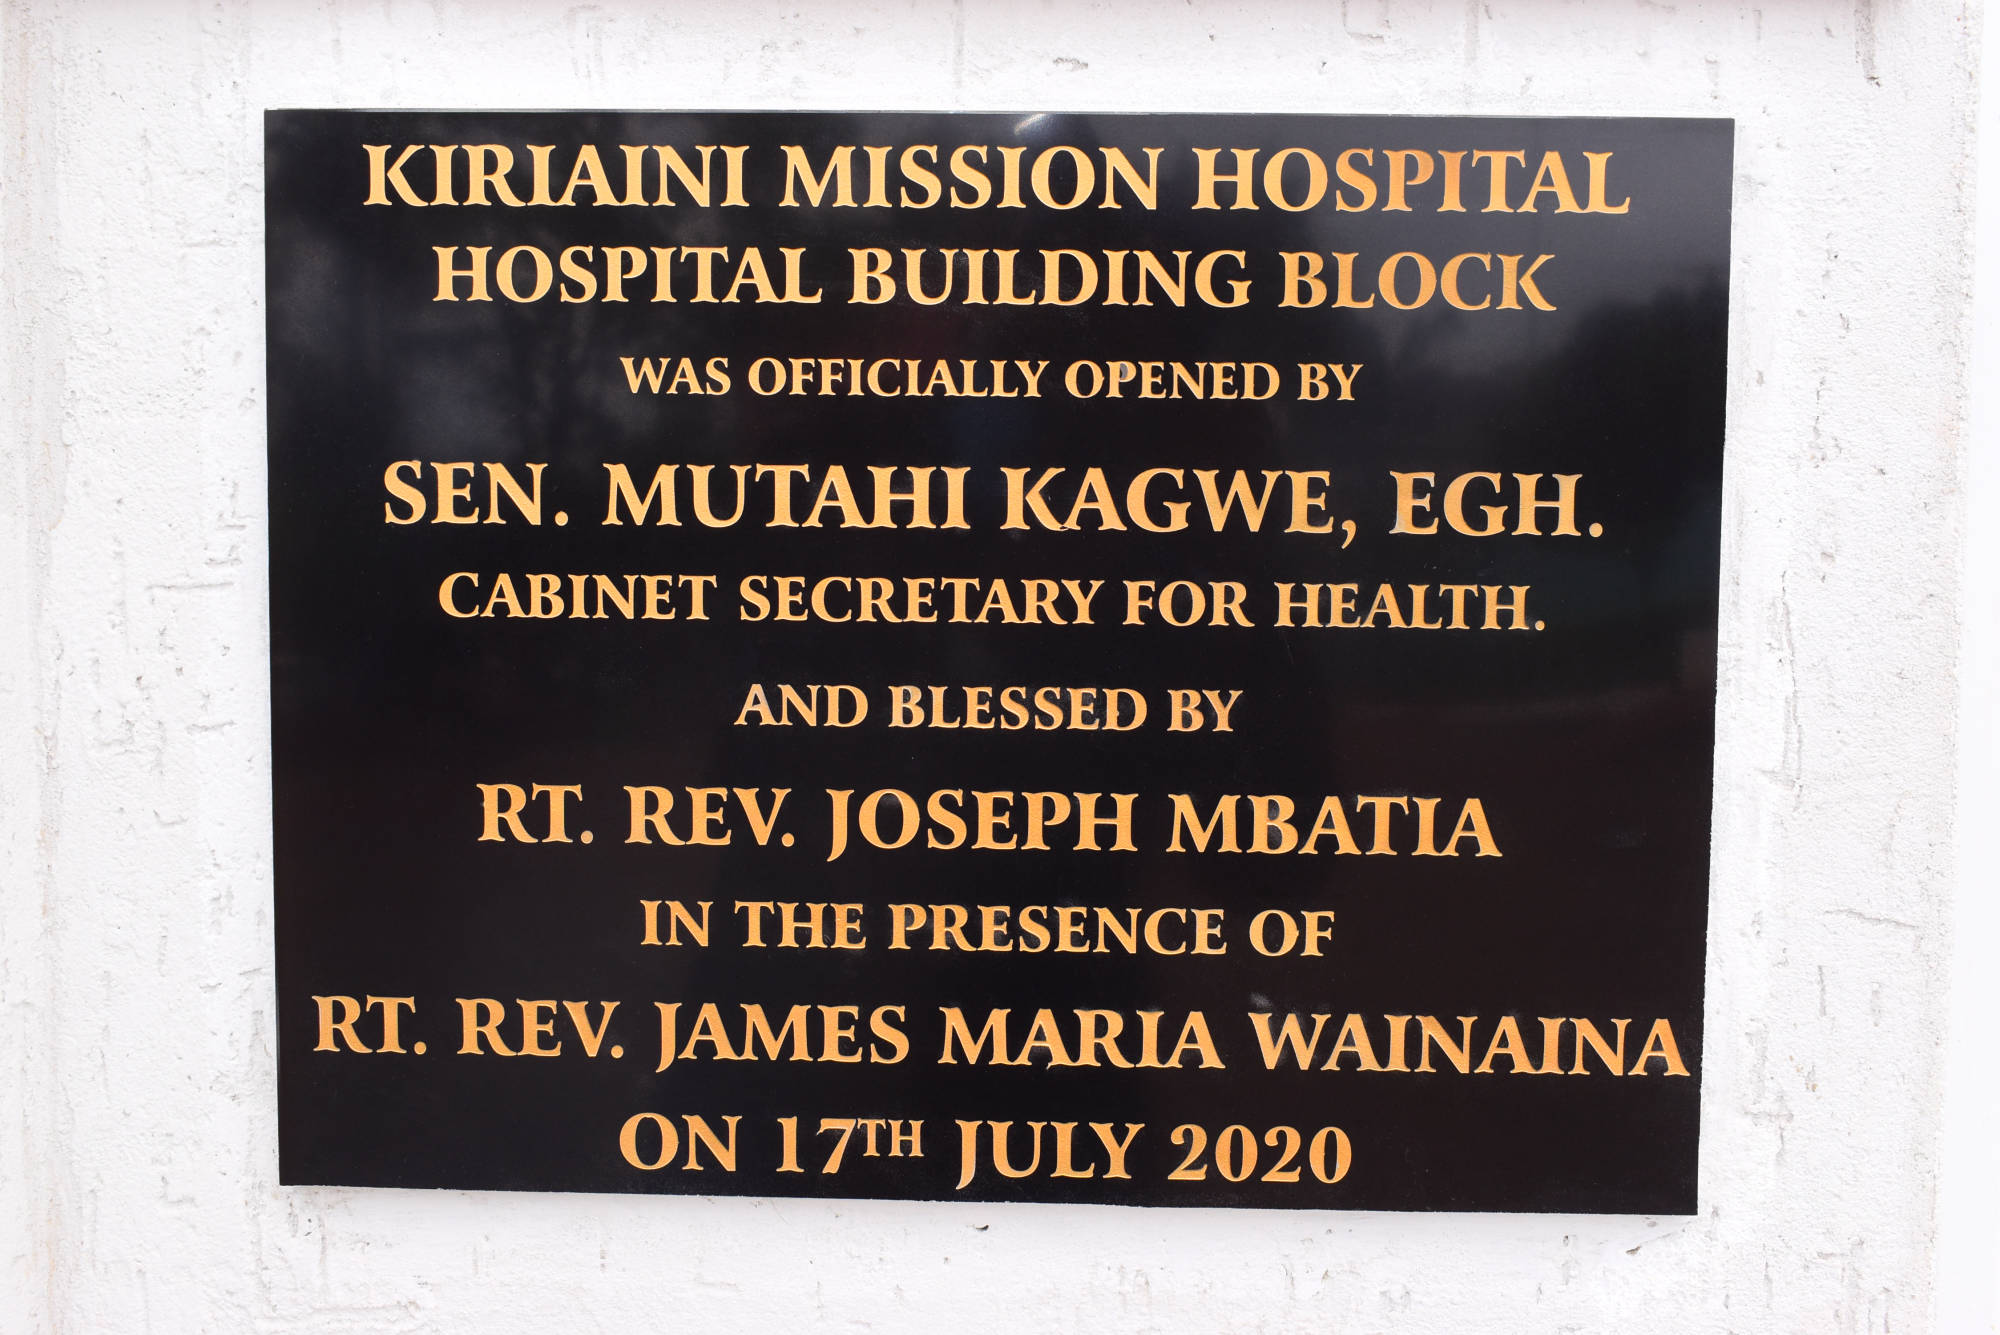 KIRIAINI MISSION HOSPITAL
HOSPITAL BUILDING BLOCK
WAS OFFICIALLY OPENED BY
SEN. MUTAHI KAGWE, EGH.
CABINET SECRETARY FOR HEALTH.
AND BLESSED BY
RT. REV. JOSEPH MBATIA
IN THE PRESENCE OF
RT. REV. JAMES MARIA WAINAINA
ON 17TH JULY 2020